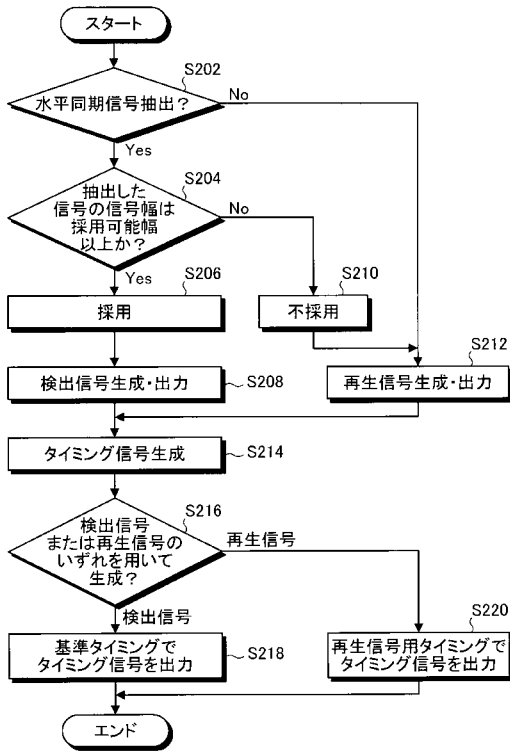 スタート
S202
水平同期信号抽出?
No
Yes
S204
抽出した
信号の信号幅は
採用可能幅
以上か?
No
Yes
S206
採用
S210
不採用
検出信号生成・出力
S208
S212
再生信号生成・出力
タイミング信号生成
S214
S216
検出信号
または再生信号の
いずれを用いて
生成?
再生信号
検出信号
基準タイミングで
タイミング信号を出力
S218
S220
再生信号用タイミングで
タイミング信号を出力
エンド